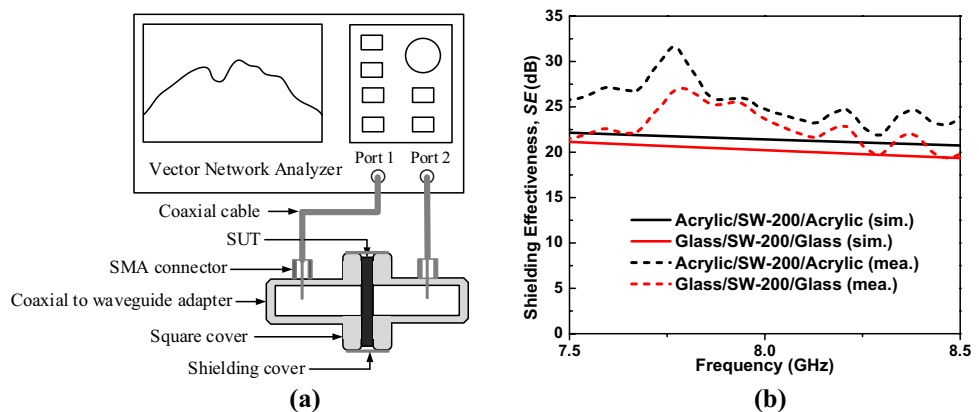 Vector Network Analyzer
Port 1 Port 2
Coaxial cable
SUT
SMA connector
Coaxial to waveguide adapter
Square cover
Shielding cover
(a)
Shielding Effectiveness, SE (dB)
35
30
25
20
15
10
5
0
Acrylic/SW-200/Acrylic (sim.)
Glass/SW-200/Glass (sim.)
Acrylic/SW-200/Acrylic (mea.)
Glass/SW-200/Glass (mea.)
7.5 8.0 8.5
Frequency (GHz)
(b)